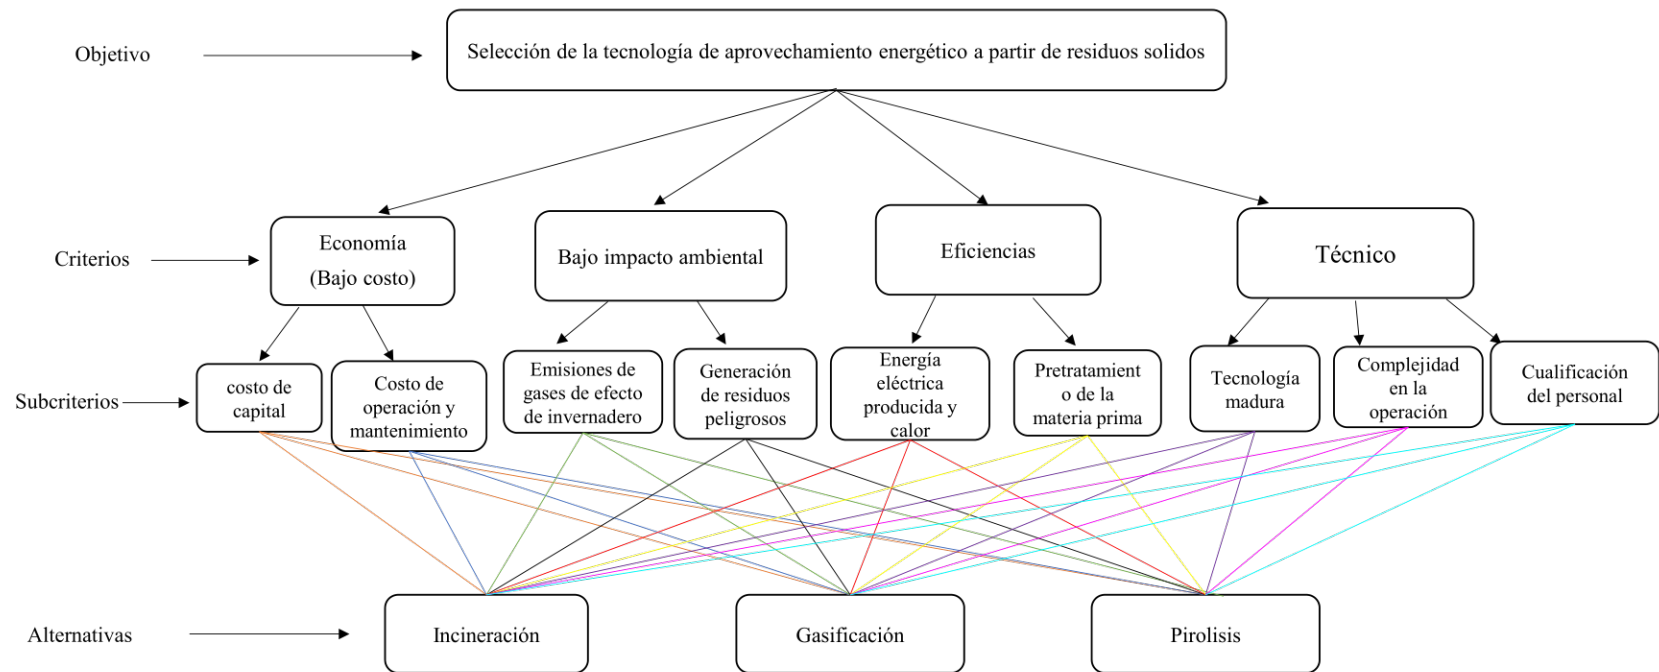 Objetivo
Selección de la tecnología de aprovechamiento energético a partir de residuos solidos
Criterios
Economía
(Bajo costo)
Bajo impacto ambiental
Eficiencias
Técnico
Subcriterios
costo de
capital
Costo de
operación y
mantenimiento
Emisiones de
gases de efecto
de invernadero
Generación
de residuos
peligrosos
Energía
eléctrica
producida y
calor
Pretratamient
o de la
materia prima
Tecnología
madura
Complejidad
en la
operación
Cualificación
del personal
Alternativas
Incineración
Gasificación
Pirolisis